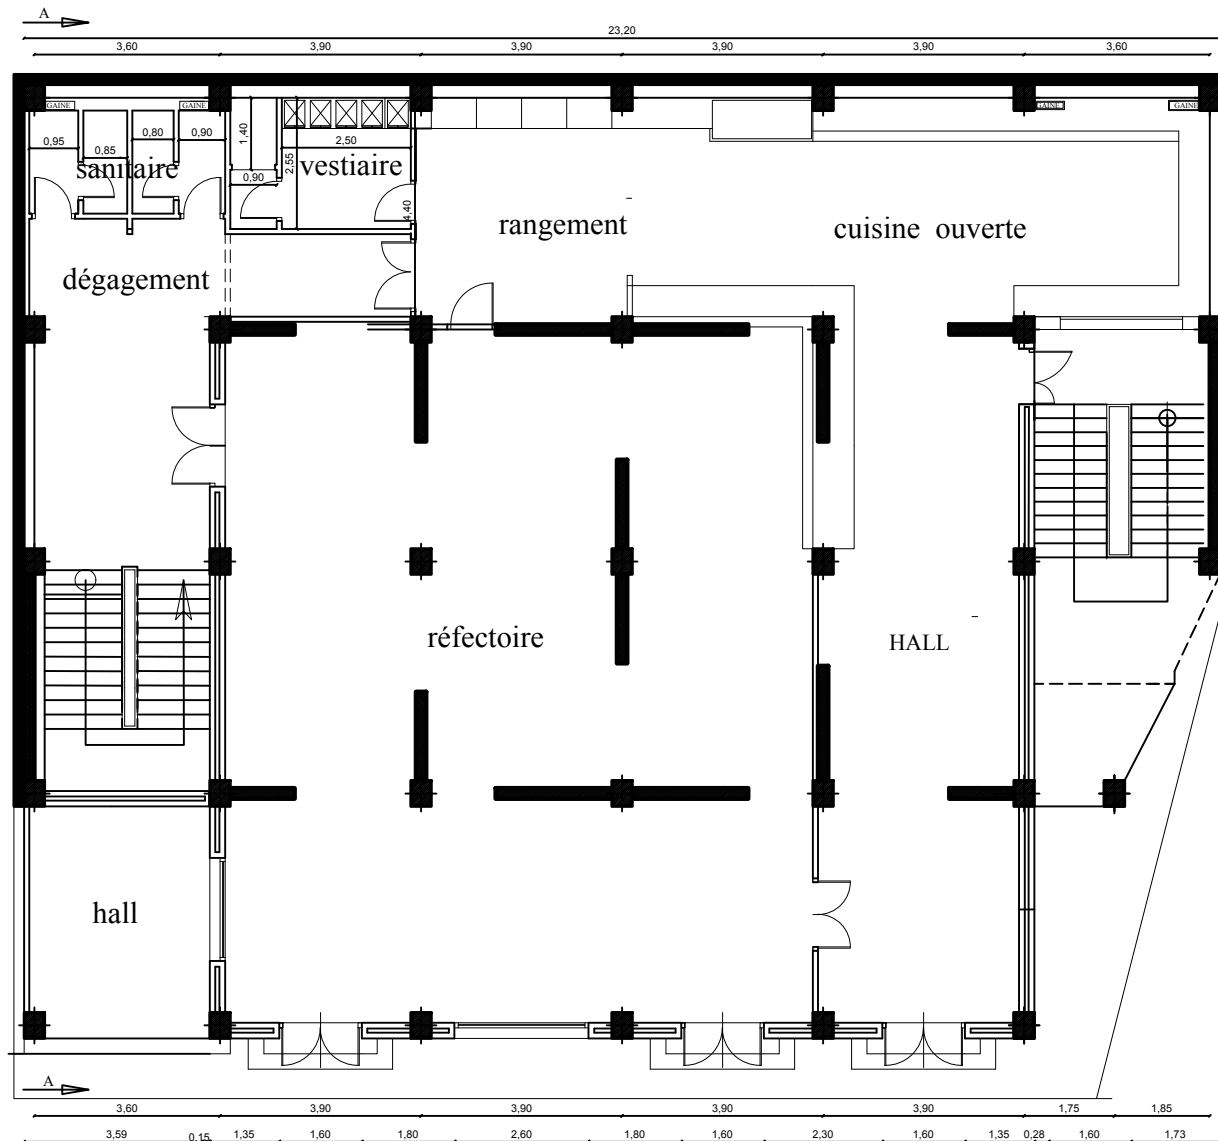 A
23,20
3,60 3,90 3,90 3,90 3,90 3,60
GAINE GAINE GAINE GAINE
0,95 0,85 0,80 0,90 1,40 2,50
sanitaire 0,90 2,55 vestiaire
4,40
rangement cuisine ouverte
dégagement
réfectoire HALL
hall
A
3,60 3,90 3,90 3,90 3,90 1,75 1,85
3,59 0,15 1,35 1,60 1,80 2,60 1,80 1,60 2,30 1,60 1,35 0,28 1,60 1,73